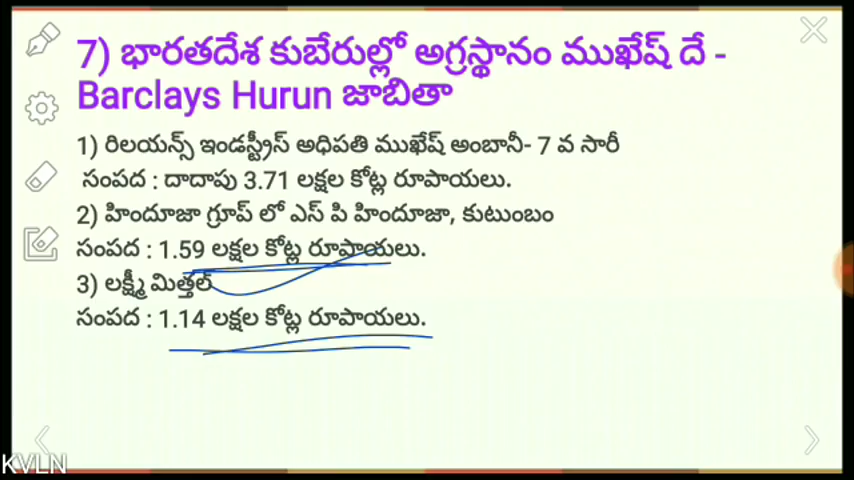 7) భారతదేశ కుబేరుల్లో అగ్రస్థానం ముఖేష్ దే -
Barclays Hurun జాబితా
1) రిలయన్స్ ఇండస్ట్రీస్ అధిపతి ముఖేష్ అంబానీ- 7 వ సారీ
సంపద : దాదాపు 3.71 లక్షల కోట్ల రూపాయలు.
2) హిందూజా గ్రూప్ లో ఎస్ పి హిందూజా, కుటుంబం
సంపద : 1.59 లక్షల కోట్ల రూపాయలు.
3) లక్ష్మీ మిత్తల్
సంపద : 1.14 లక్షల కోట్ల రూపాయలు.
KVLN